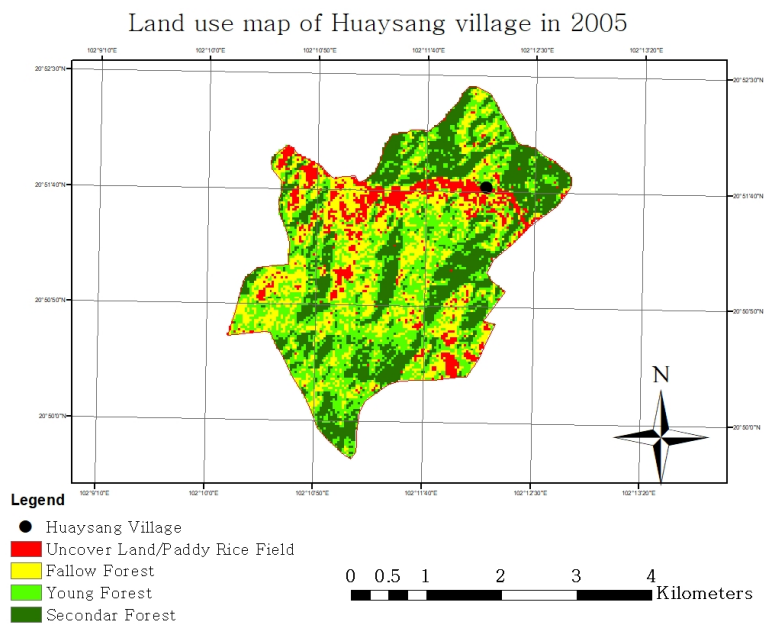 Land use map of Huaysang village in 2005
102°9'10"E 102°10'0"E 102°10'50"E 102°11'40"E 102°12'30"E 102°13'20"E
20°52'30"N 20°52'30"N
20°51'40"N 20°51'40"N
20°50'50"N 20°50'50"N
20°50'0"N 20°50'0"N
N
102°9'10"E 102°10'0"E 102°10'50"E 102°11'40"E 102°12'30"E 102°13'20"E
Legend
Huaysang Village
Uncover Land/Paddy Rice Field
Fallow Forest
Young Forest
Secondar Forest
0 0.5 1 2 3 4
Kilometers